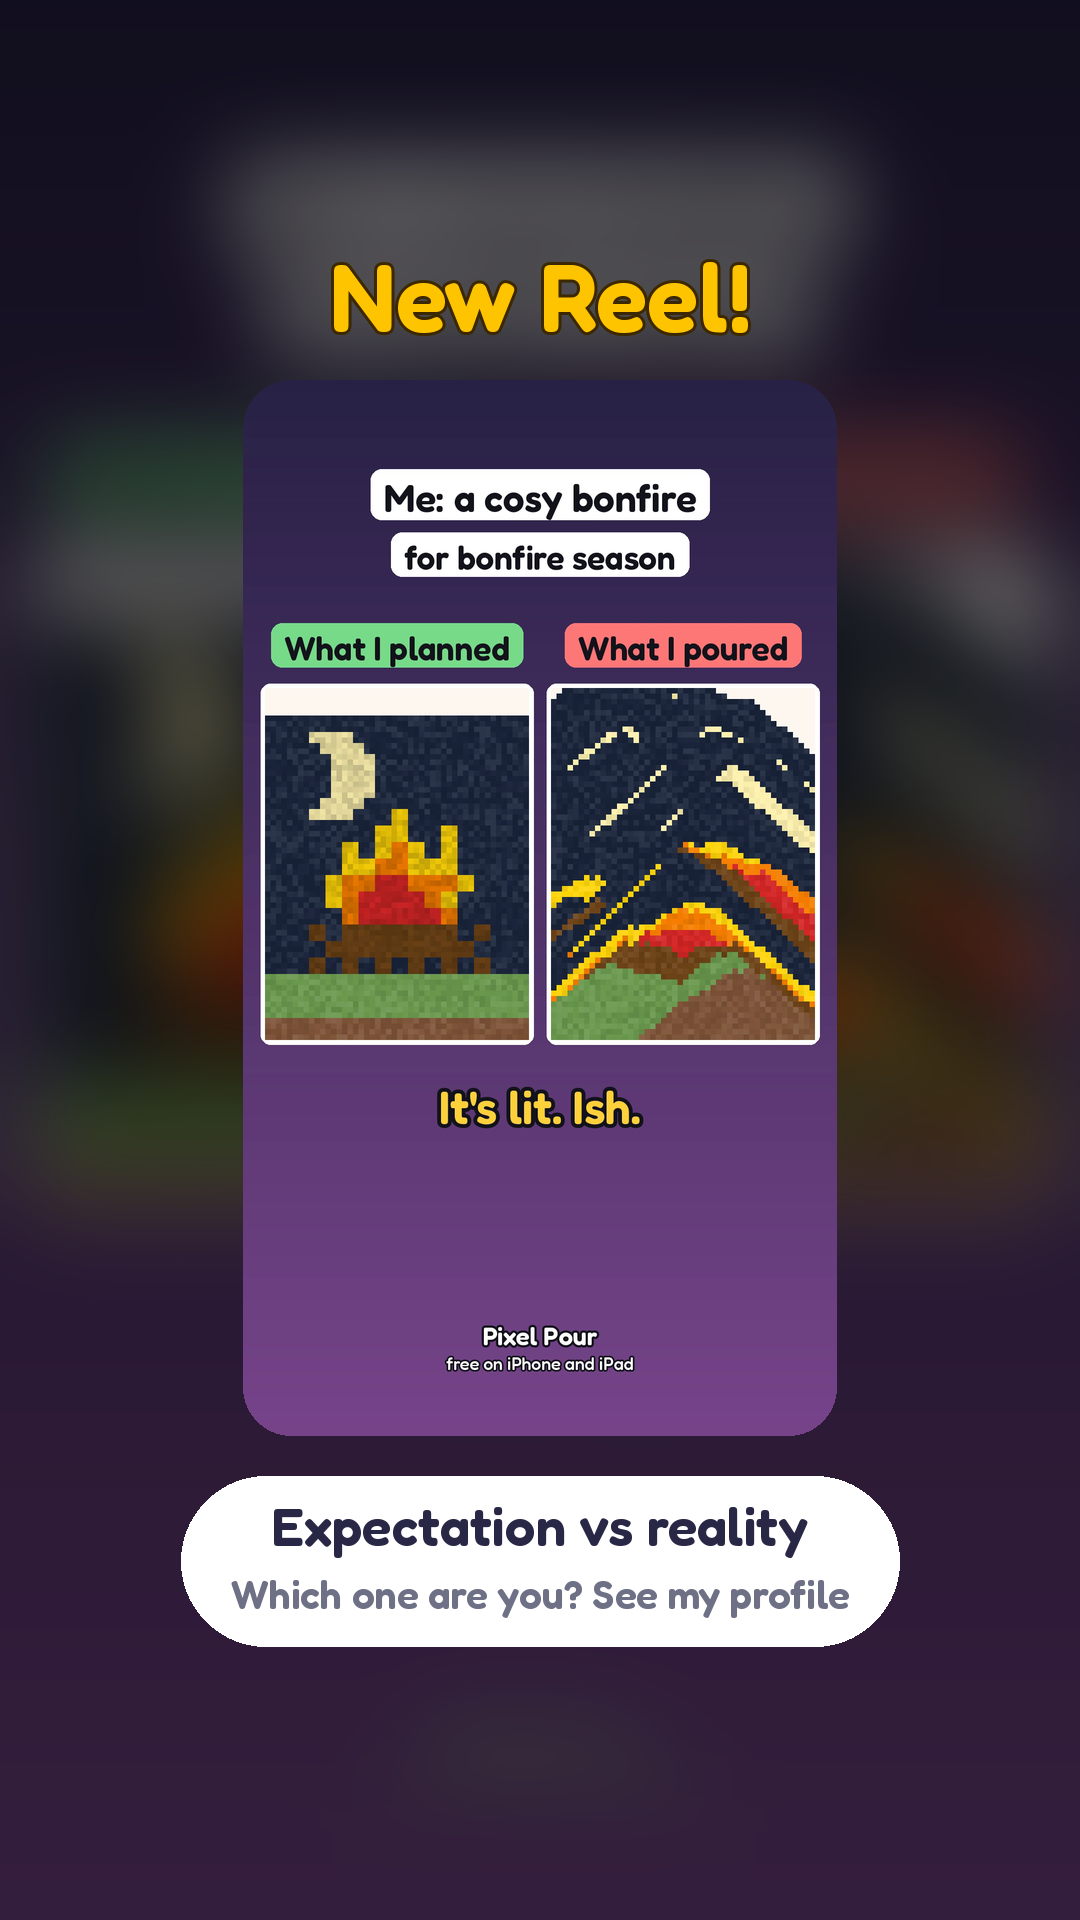 New Reel!
Me: a cosy bonfire
for bonfire season
What I planned
What I poured
It's lit. Ish.
Pixel Pour
free on iPhone and iPad
Expectation vs reality
Which one are you? See my profile